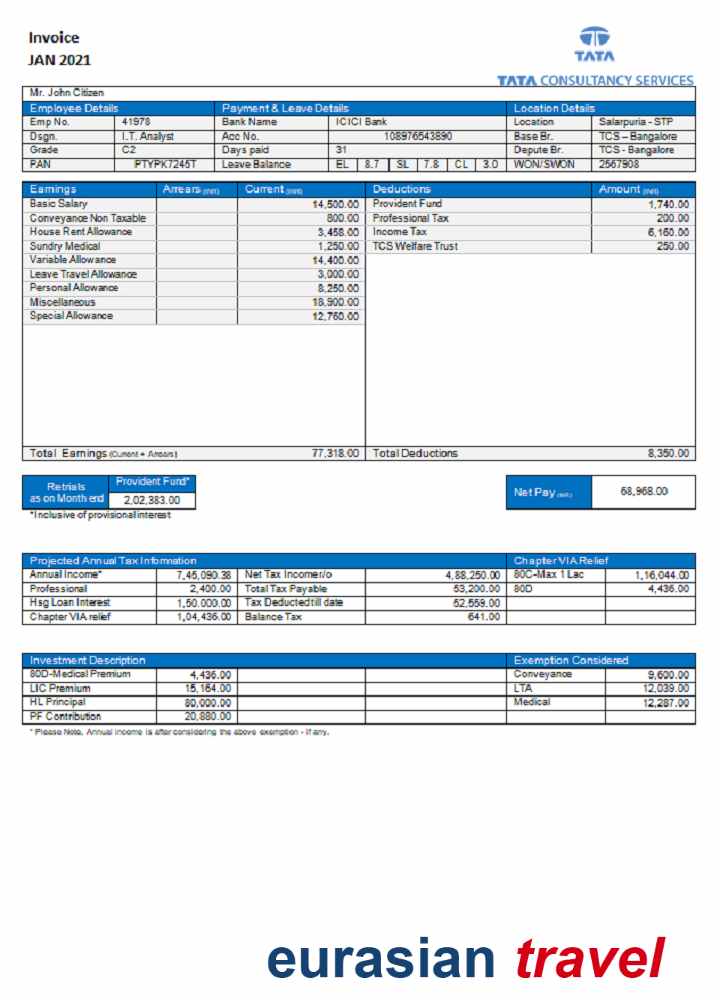 Invoice
JAN 2021
TATA
TATA CONSULTANCY SERVICES
Mr. John Citizen
Employee Details Payment & Leave Details Location Details
Emp No. 41978 Bank Name ICICI Bank Location Salarpuria - STP
Dsgn. I.T. Analyst Acc No. 108976543890 Base Br. TCS – Bangalore
Grade C2 Days paid 31 Depute Br. TCS - Bangalore
PAN PTYPK7245T Leave Balance EL 8.7 SL 7.8 CL 3.0 WON/SWON 2567908
Earnings Arrears (INR) Current (INR) Deductions Amount (INR)
Basic Salary 14,500.00 Provident Fund 1,740.00
Conveyance Non Taxable 800.00 Professional Tax 200.00
House Rent Allowance 3,458.00 Income Tax 6,160.00
Sundry Medical 1,250.00 TCS Welfare Trust 250.00
Variable Allowance 14,400.00
Leave Travel Allowance 3,000.00
Personal Allowance 8,250.00
Miscellaneous 18,900.00
Special Allowance 12,760.00
Total Earnings (Current + Arrears) 77,318.00 Total Deductions 8,350.00
Retrials as on Month end Provident Fund* 2,02,383.00 Net Pay (INR) 68,968.00
*Inclusive of provisional interest
Projected Annual Tax Information Chapter VIA Relief
Annual Income* 7,45,090.38 Net Tax Income r/o 4,88,250.00 80C-Max 1 Lac 1,16,044.00
Professional 2,400.00 Total Tax Payable 53,200.00 80D 4,436.00
Hsg Loan Interest 1,50,000.00 Tax Deducted till date 52,559.00
Chapter VIA relief 1,04,436.00 Balance Tax 641.00
Investment Description Exemption Considered
80D-Medical Premium 4,436.00 Conveyance 9,600.00
LIC Premium 15,164.00 LTA 12,039.00
HL Principal 80,000.00 Medical 12,287.00
PF Contribution 20,880.00
* Please Note, Annual income is after considering the above exemption - if any.
eurasian travel